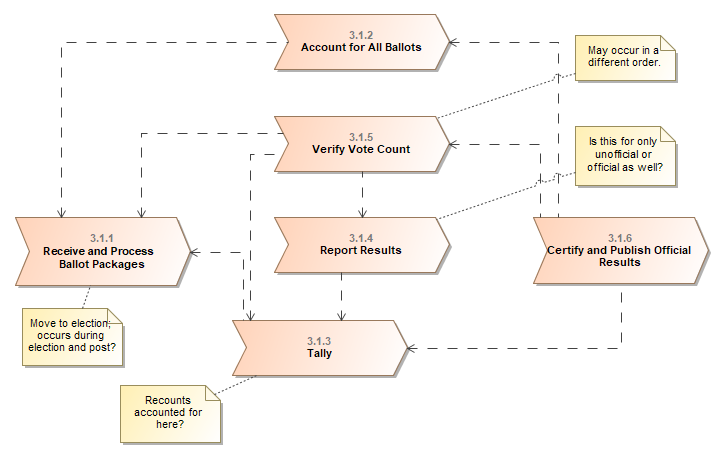 3.1.2
Account for All Ballots
May occur in a
different order.
3.1.5
Verify Vote Count
Is this for only
unofficial or
official as well?
3.1.1
Receive and Process
Ballot Packages
3.1.4
Report Results
3.1.6
Certify and Publish Official
Results
Move to election;
occurs during
election and post?
3.1.3
Tally
Recounts
accounted for
here?